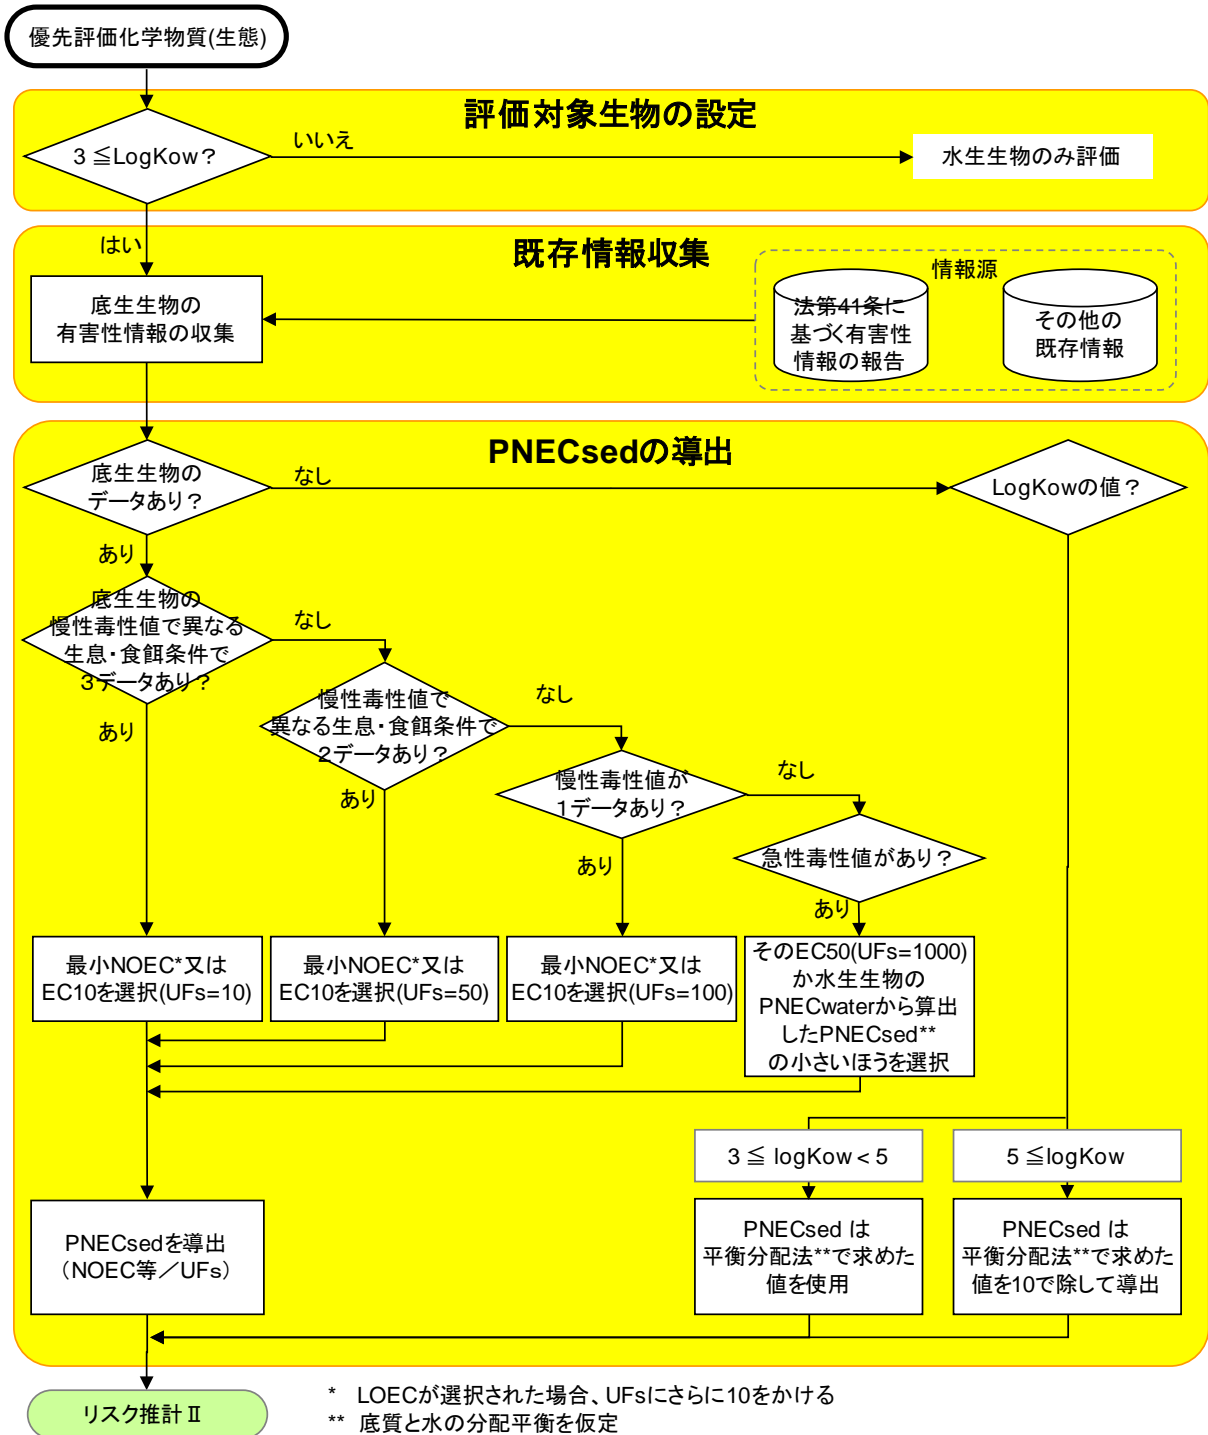 優先評価化学物質(生態)
評価対象生物の設定
3 ≦LogKow？
いいえ
水生生物のみ評価
はい
既存情報収集
底生生物の
有害性情報の収集
情報源
法第41条に
基づく有害性
情報の報告
その他の
既存情報
PNECsedの導出
底生生物の
データあり？
なし
LogKowの値？
あり
底生生物の
慢性毒性値で異なる
生息・食餌条件で
３データあり？
なし
あり
慢性毒性値で
異なる生息・食餌条件で
２データあり？
なし
あり
慢性毒性値が
１データあり？
なし
あり
急性毒性値があり？
あり
最小NOEC*又は
EC10を選択(UFs=10)
最小NOEC*又は
EC10を選択(UFs=50)
最小NOEC*又は
EC10を選択(UFs=100)
そのEC50(UFs=1000)
か水生生物の
PNECwaterから算出
したPNECsed**
の小さいほうを選択
3 ≦ logKow < 5
5 ≦logKow
PNECsedを導出
（NOEC等／UFs）
PNECsed は
平衡分配法**で求めた
値を使用
PNECsed は
平衡分配法**で求めた
値を10で除して導出
リスク推計Ⅱ
* LOECが選択された場合、UFsにさらに10をかける
** 底質と水の分配平衡を仮定